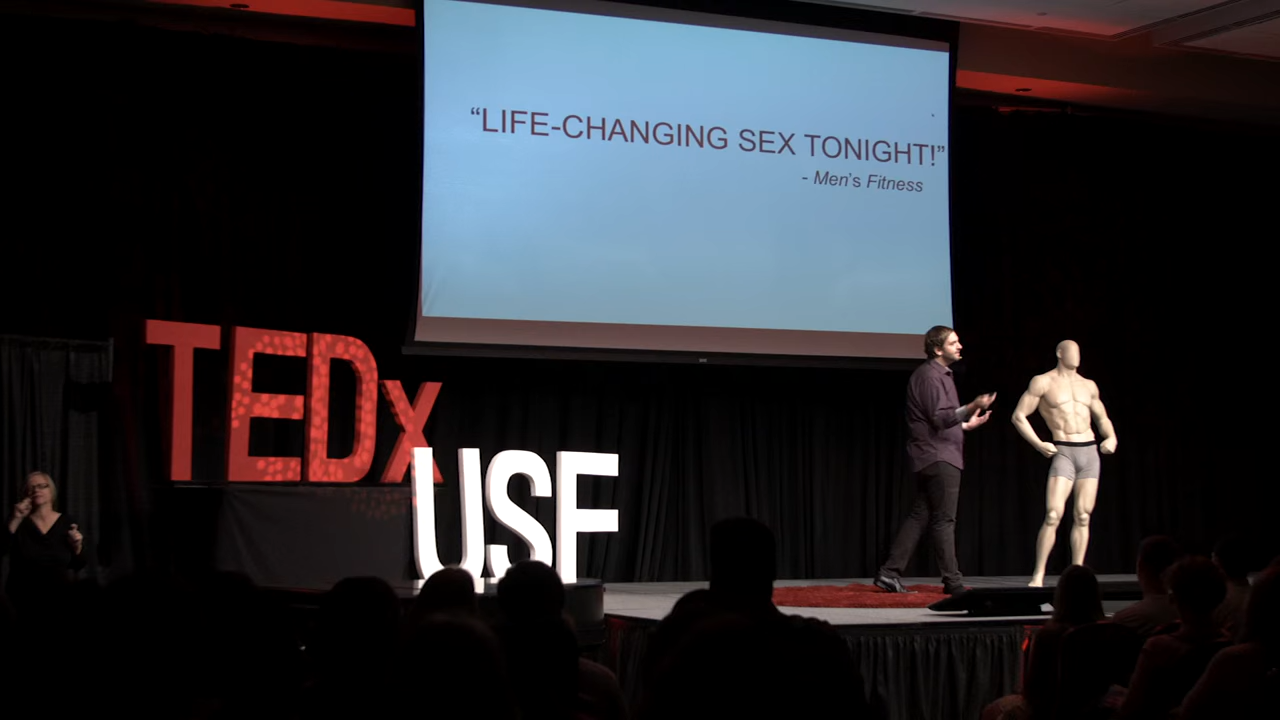 “LIFE-CHANGING SEX TONIGHT!”
- Men's Fitness
TEDx
USF